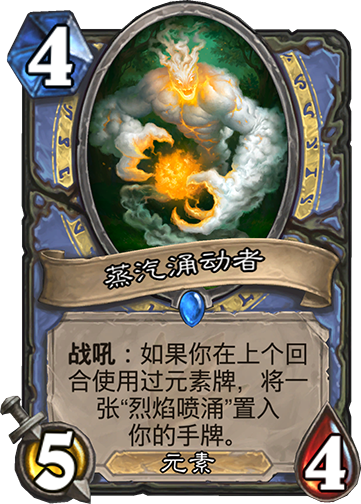 4
蒸汽涌动者
战吼：如果你在上个回
合使用过元素牌，将一
张“烈焰喷涌”置入
你的手牌。
5
元素
4